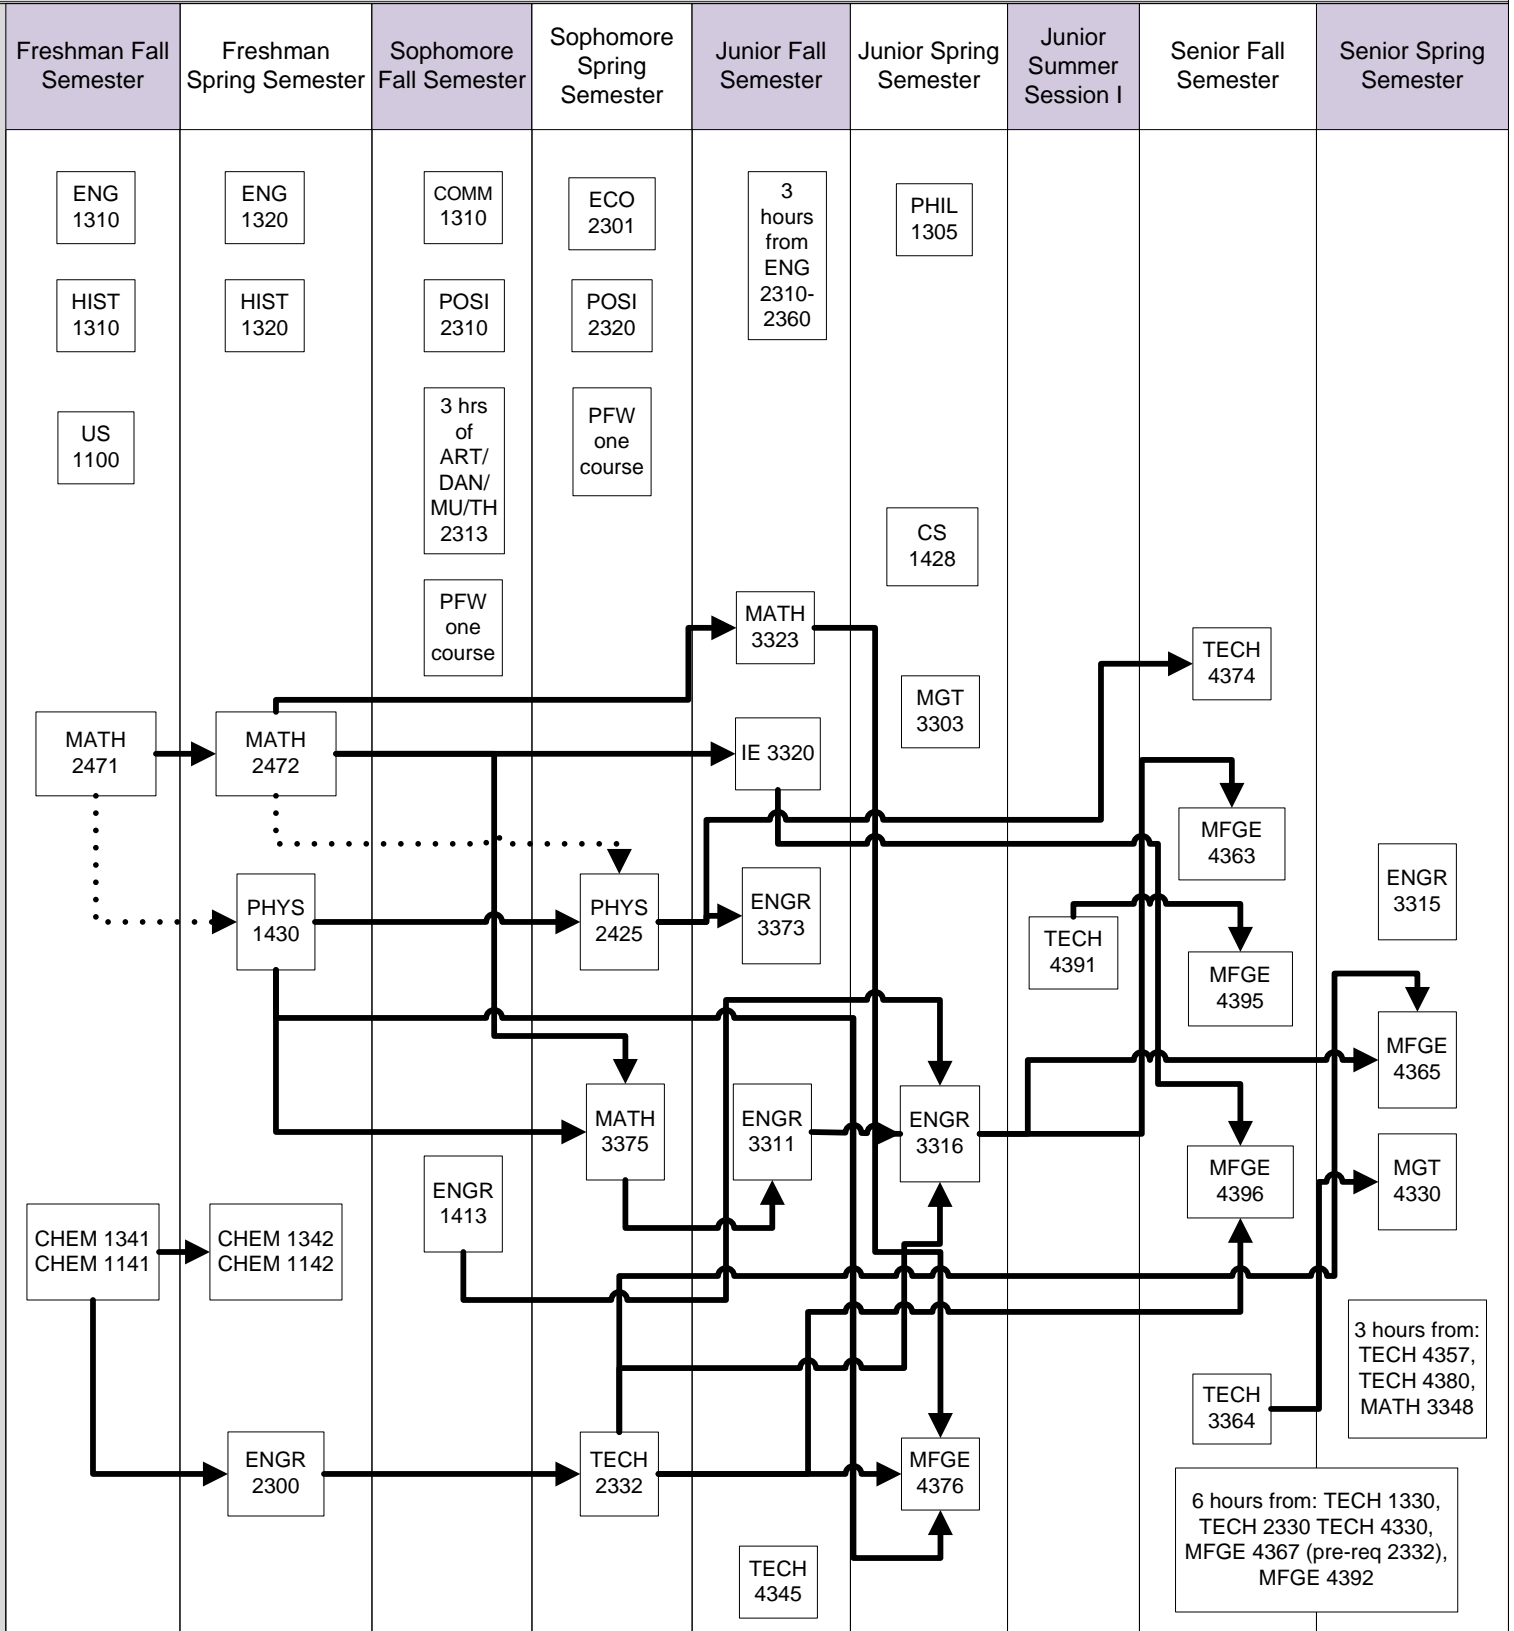 Freshman Fall
Semester
Freshman
Spring Semester
Sophomore
Fall Semester
Sophomore
Spring
Semester
Junior Fall
Semester
Junior Spring
Semester
Junior
Summer
Session I
Senior Fall
Semester
Senior Spring
Semester
ENG
1310
HIST
1310
US
1100
MATH
2471
CHEM 1341
CHEM 1141
ENG
1320
HIST
1320
MATH
2472
PHYS
1430
CHEM 1342
CHEM 1142
ENGR
2300
COMM
1310
POSI
2310
3 hrs
of
ART/
DAN/
MU/TH
2313
PFW
one
course
ENGR
1413
ECO
2301
POSI
2320
PFW
one
course
PHYS
2425
MATH
3375
TECH
2332
3
hours
from
ENG
2310-
2360
MATH
3323
IE 3320
ENGR
3373
ENGR
3311
TECH
4345
PHIL
1305
CS
1428
MGT
3303
ENGR
3316
MFGE
4376
TECH
4391
TECH
4374
MFGE
4363
MFGE
4395
MFGE
4396
TECH
3364
ENGR
3315
MFGE
4365
MGT
4330
3 hours from:
TECH 4357,
TECH 4380,
MATH 3348
6 hours from: TECH 1330,
TECH 2330 TECH 4330,
MFGE 4367 (pre-req 2332),
MFGE 4392